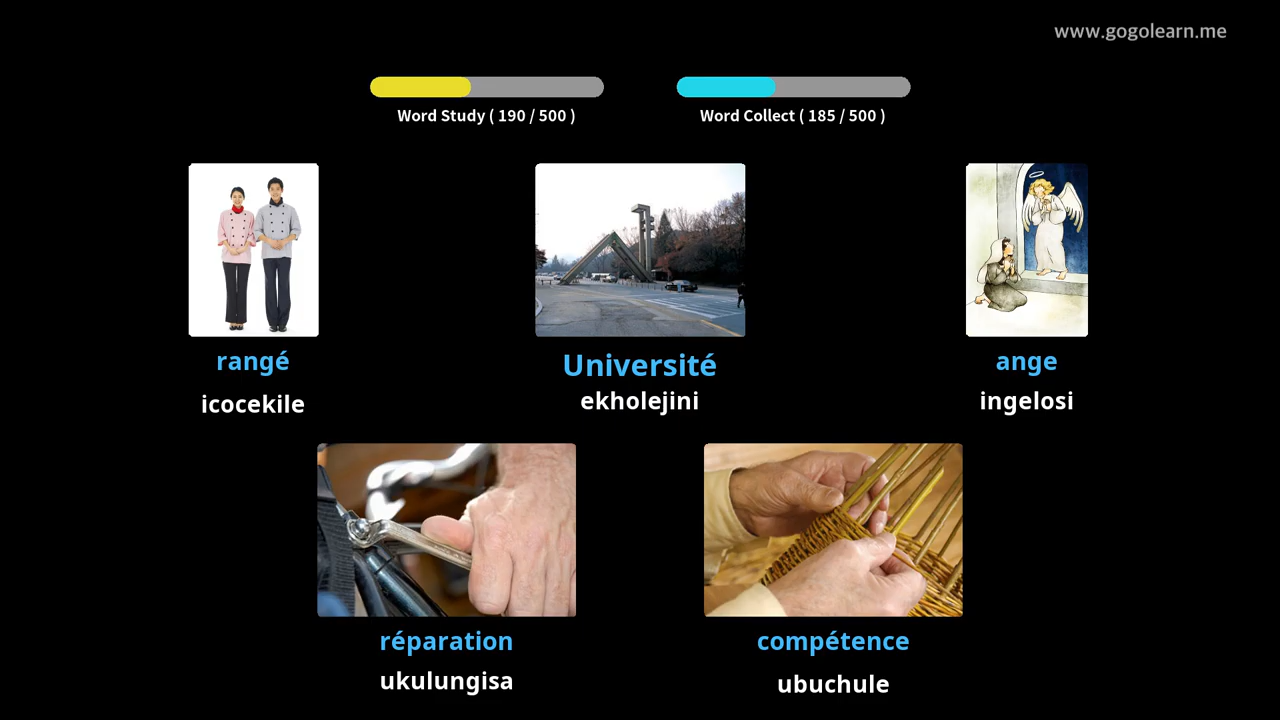 www.gogolearn.me
Word Study ( 190 / 500 )
Word Collect ( 185 / 500 )
rangé
Université
ange
icocekile
ekholejini
ingelosi
réparation
compétence
ukulungisa
ubuchule